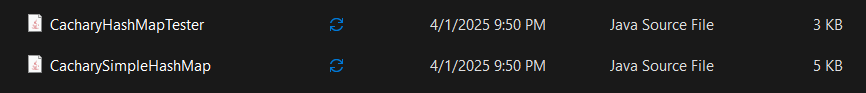 CacharyHashMapTester 4/1/2025 9:50 PM Java Source File 3 KB
CacharySimpleHashMap 4/1/2025 9:50 PM Java Source File 5 KB